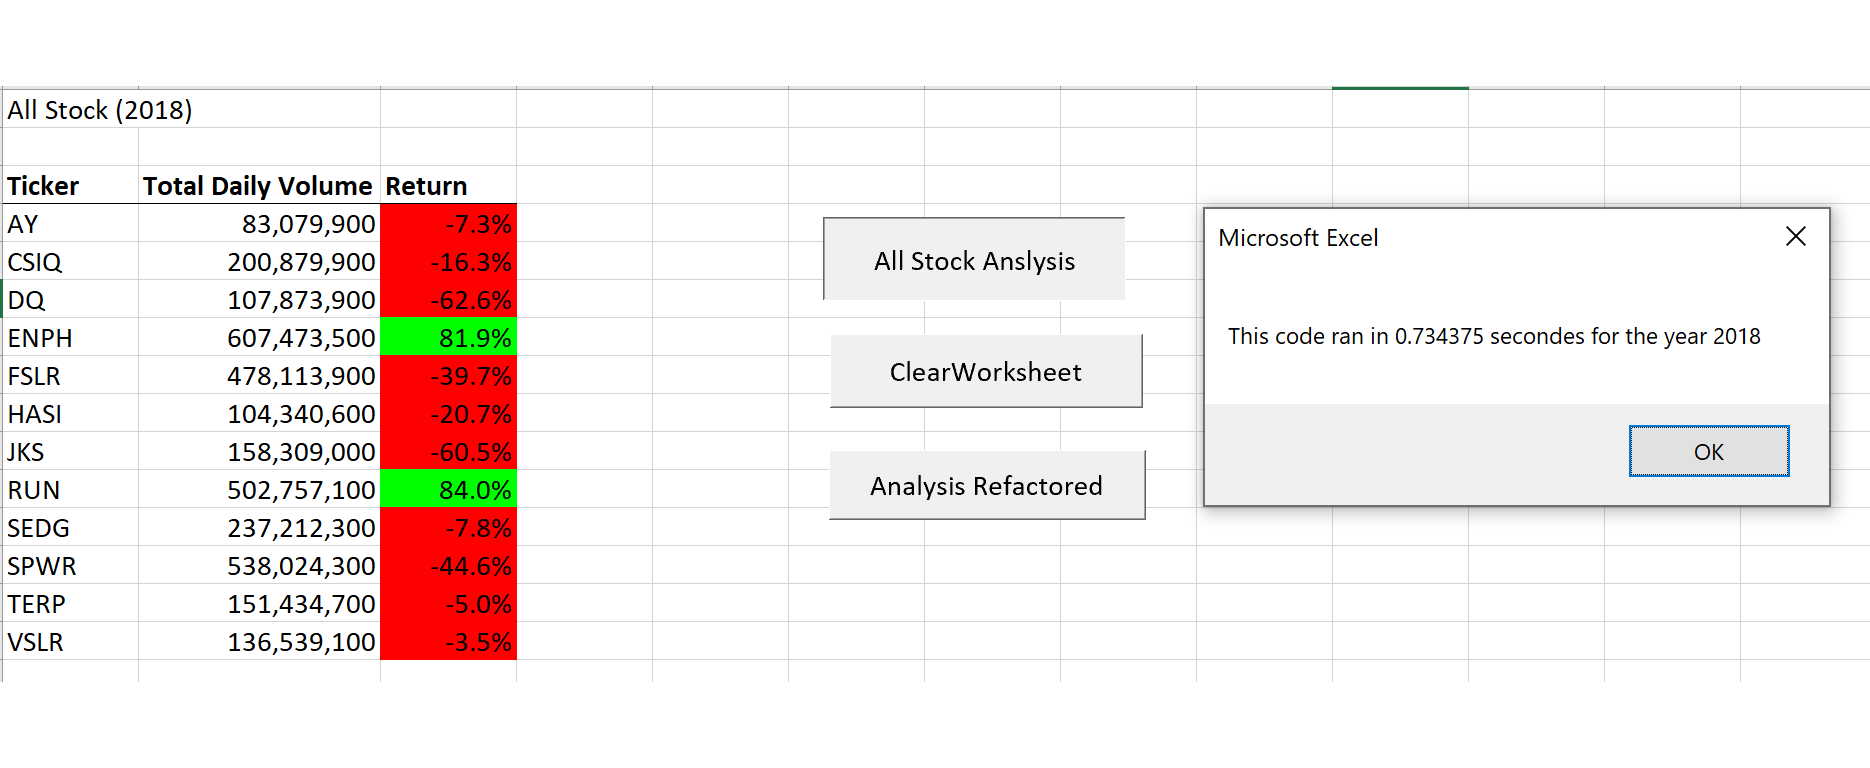 All Stock (2018)
Ticker Total Daily Volume Return
AY 83,079,900 -7.3%
CSIQ 200,879,900 -16.3%
DQ 107,873,900 -62.6%
ENPH 607,473,500 81.9%
FSLR 478,113,900 -39.7%
HASI 104,340,600 -20.7%
JKS 158,309,000 -60.5%
RUN 502,757,100 84.0%
SEDG 237,212,300 -7.8%
SPWR 538,024,300 -44.6%
TERP 151,434,700 -5.0%
VSLR 136,539,100 -3.5%
All Stock Anslysis
ClearWorksheet
Analysis Refactored
Microsoft Excel
This code ran in 0.734375 secondes for the year 2018
OK